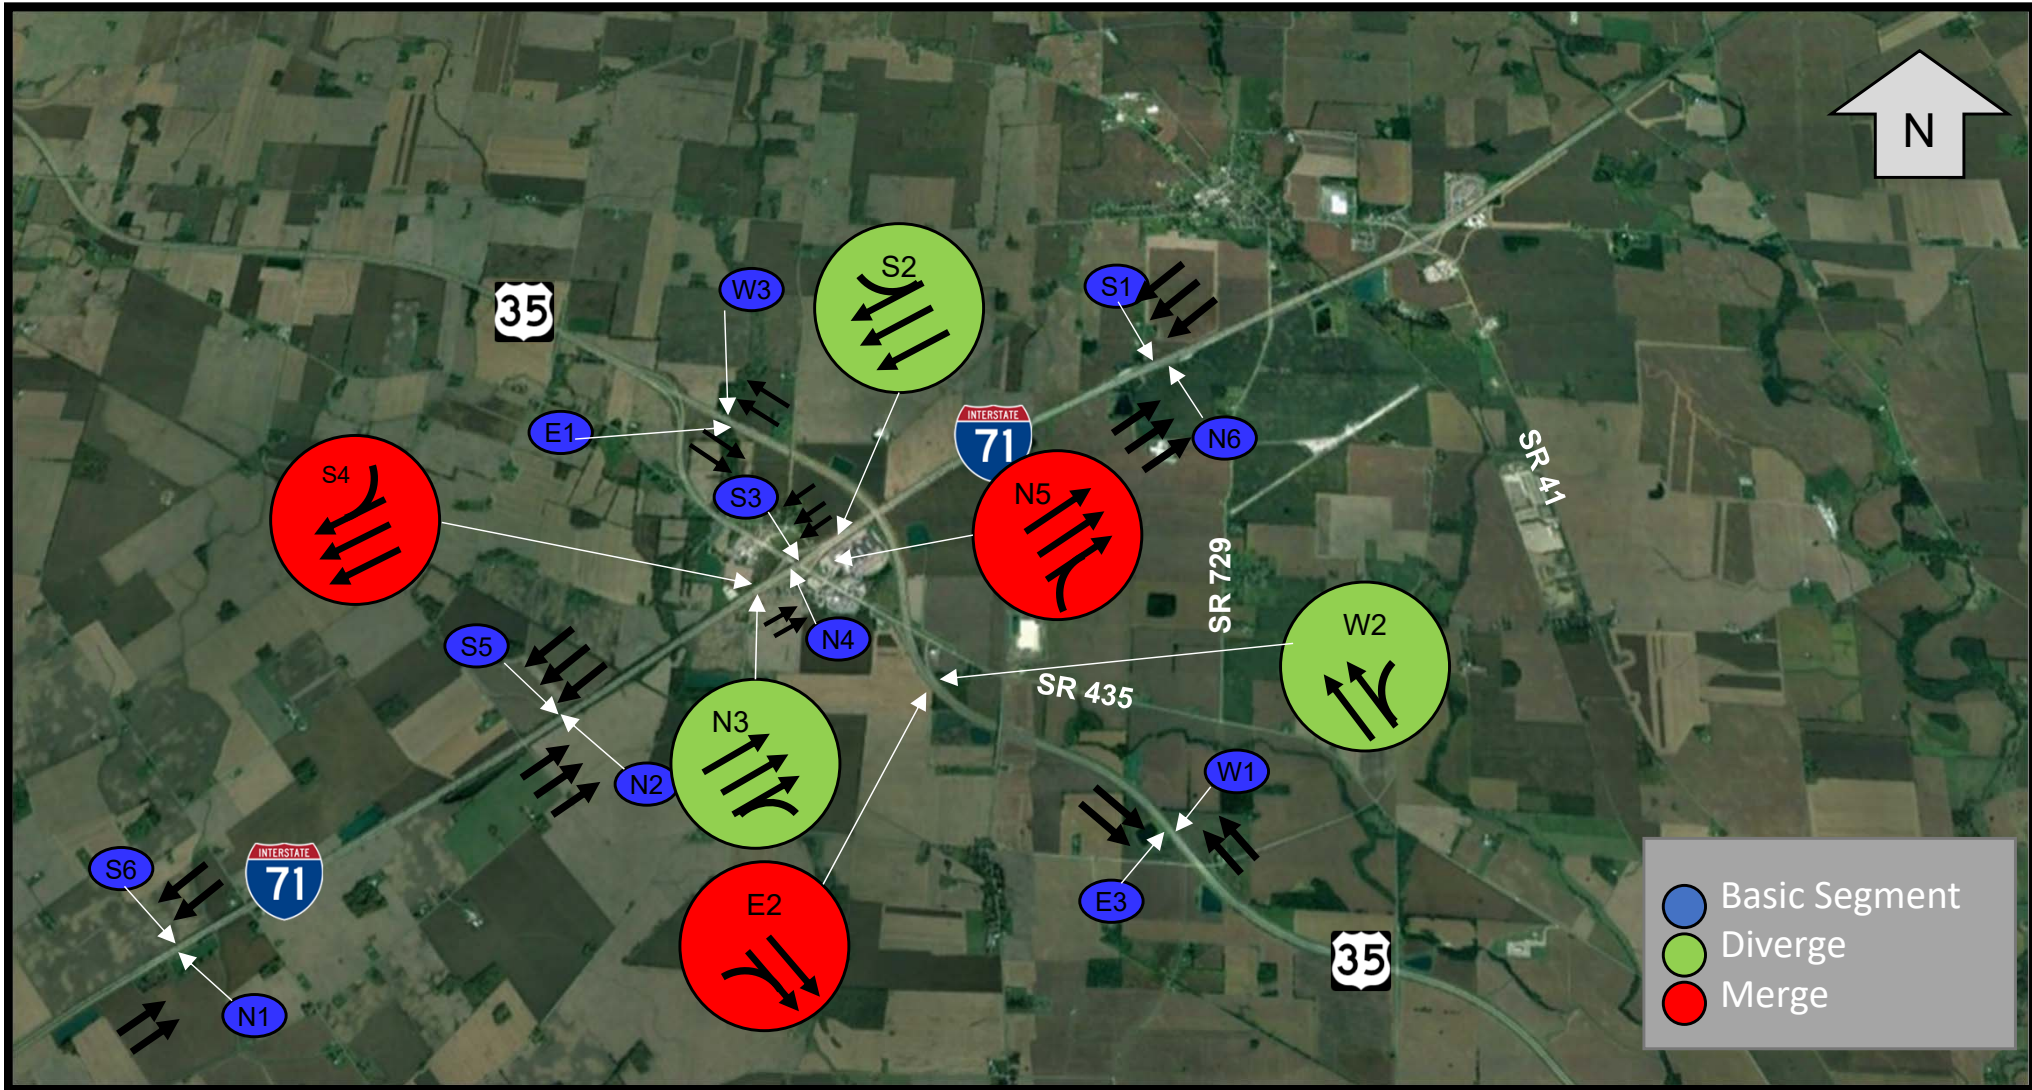 N
S2
W3
S1
35
INTERSTATE
71
E1
N6
SR 41
S4
S3
N5
SR 729
W2
N4
S5
SR 435
N3
N2
W1
S6
INTERSTATE
71
E2
E3
Basic Segment
Diverge
Merge
35
N1